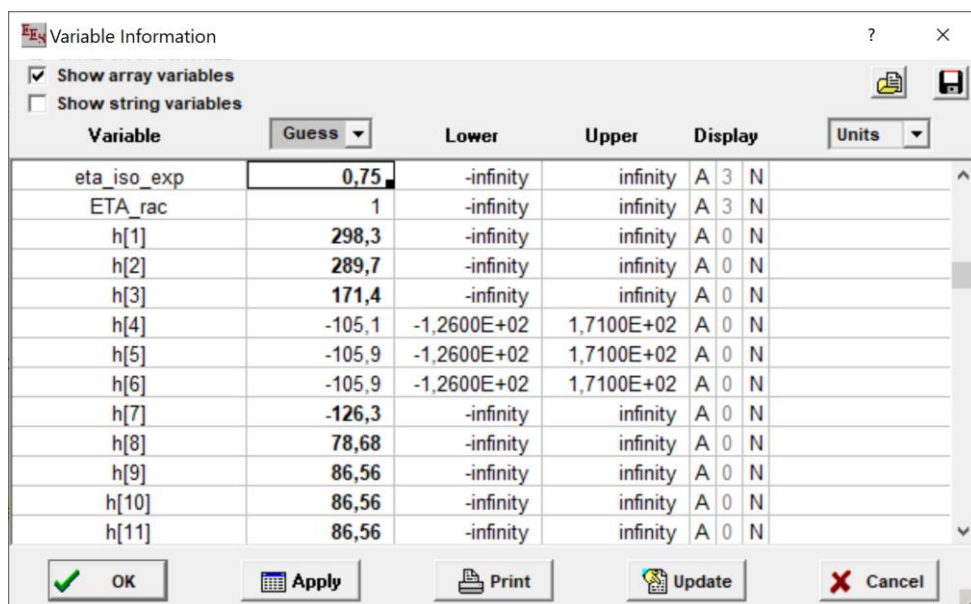 EES Variable Information ? ×
Show array variables
Show string variables
Variable Guess Lower Upper Display Units
eta_iso_exp 0,75 -infinity infinity A 3 N
ETA_rac 1 -infinity infinity A 3 N
h[1] 298,3 -infinity infinity A 0 N
h[2] 289,7 -infinity infinity A 0 N
h[3] 171,4 -infinity infinity A 0 N
h[4] -105,1 -1,2600E+02 1,7100E+02 A 0 N
h[5] -105,9 -1,2600E+02 1,7100E+02 A 0 N
h[6] -105,9 -1,2600E+02 1,7100E+02 A 0 N
h[7] -126,3 -infinity infinity A 0 N
h[8] 78,68 -infinity infinity A 0 N
h[9] 86,56 -infinity infinity A 0 N
h[10] 86,56 -infinity infinity A 0 N
h[11] 86,56 -infinity infinity A 0 N
OK Apply Print Update Cancel